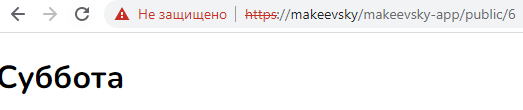 Не защищено | https://makeevsky/makeevsky-app/public/6
Суббота